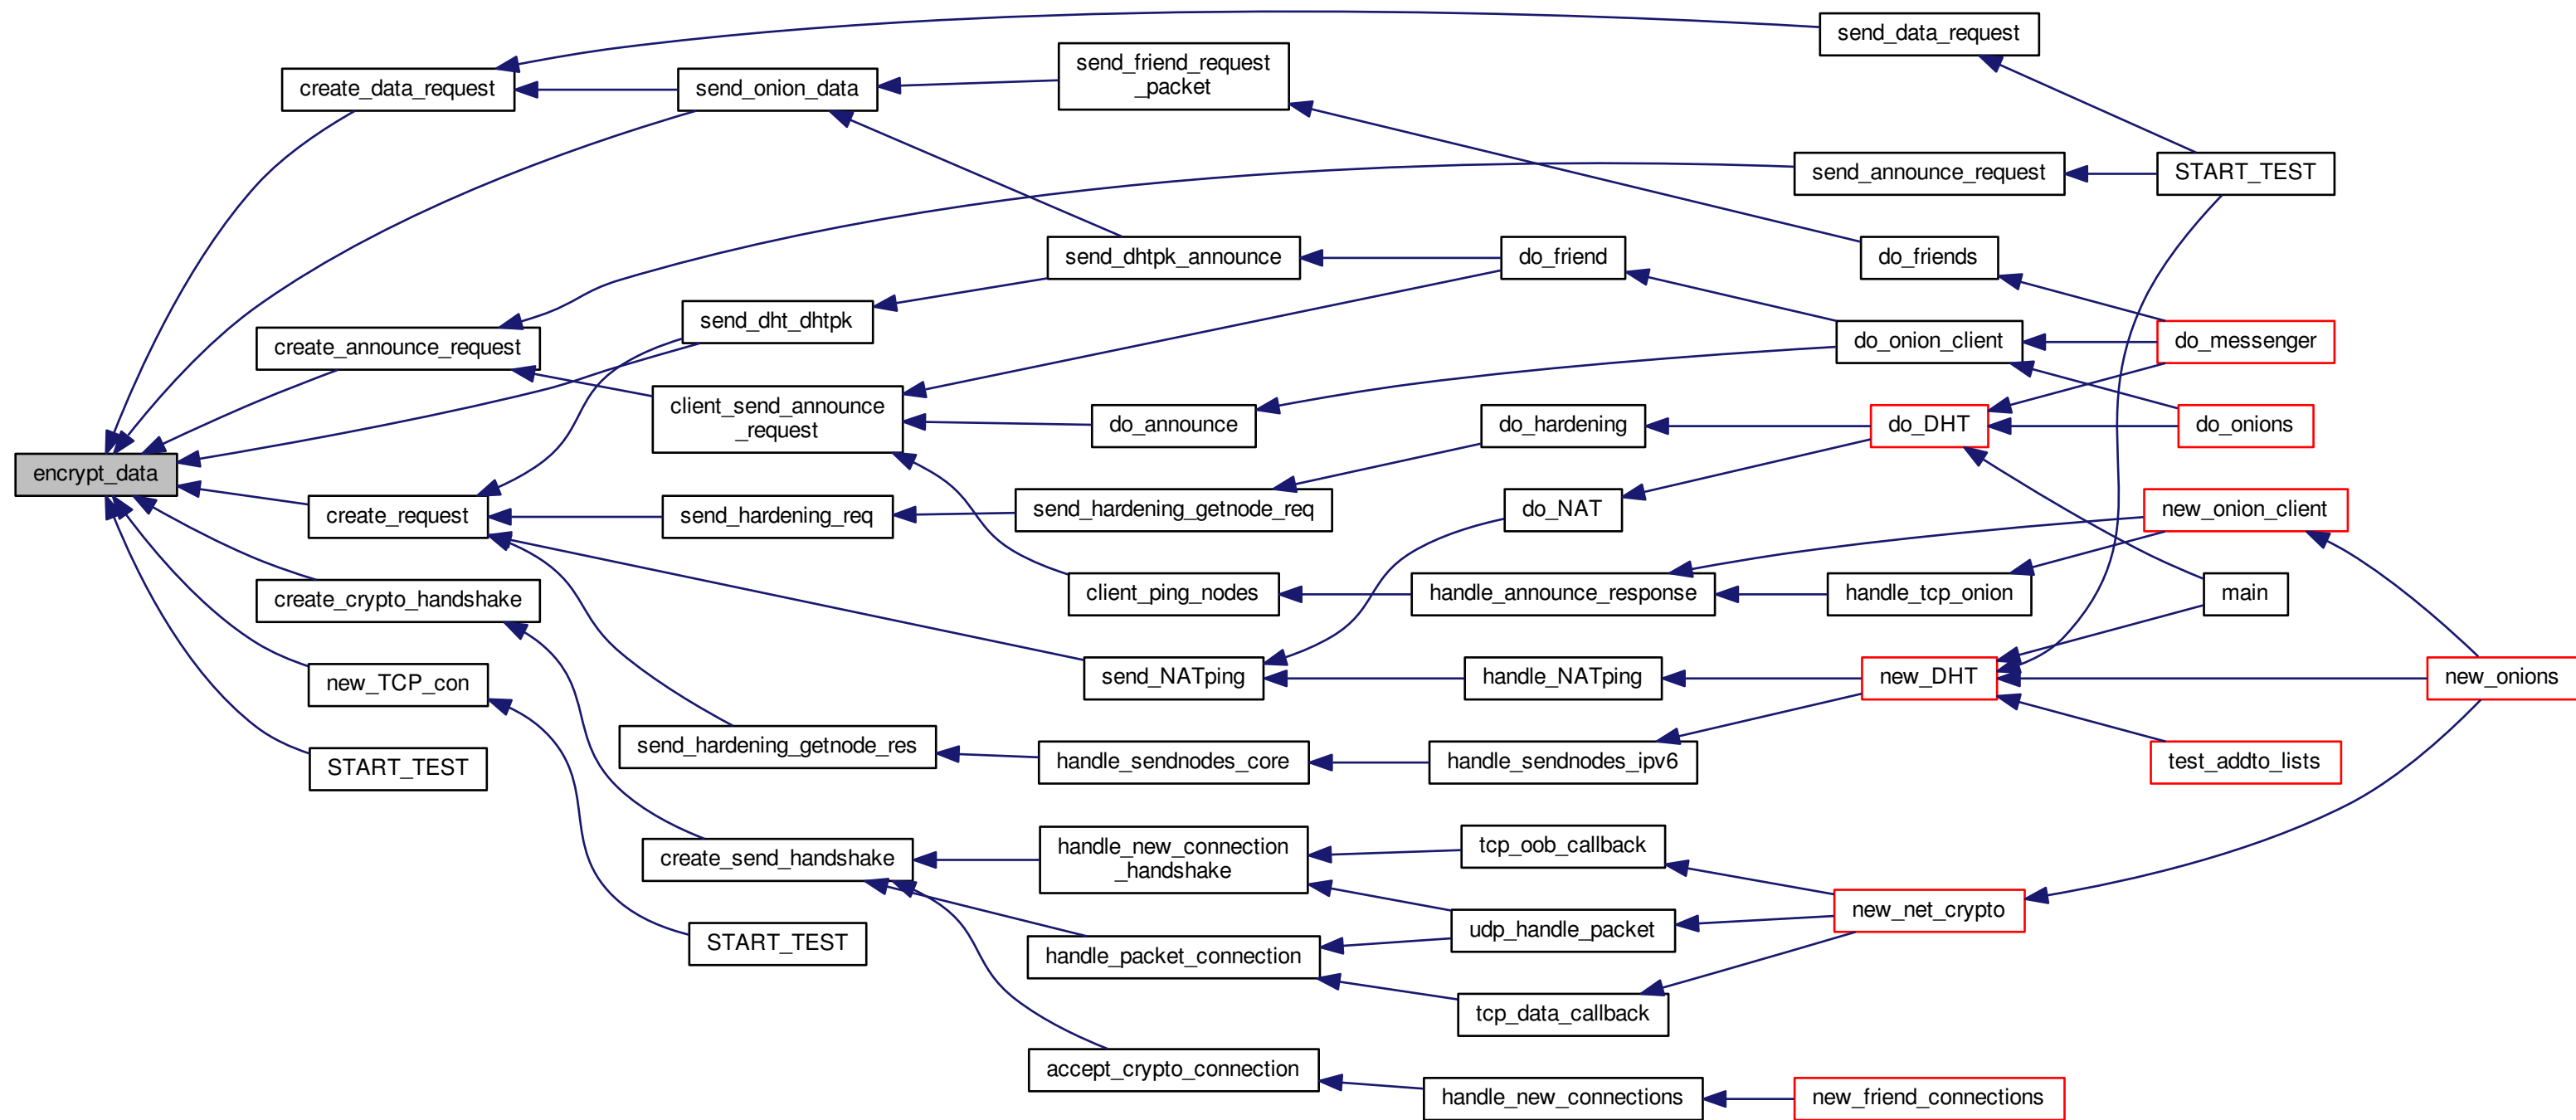 send_data_request
send_friend_request
_packet
create_data_request
send_onion_data
send_announce_request
START_TEST
send_dhtpk_announce
do_friend
do_friends
send_dht_dhtpk
create_announce_request
do_onion_client
do_messenger
client_send_announce
_request
do_announce
do_hardening
do_DHT
do_onions
encrypt_data
create_request
send_hardening_req
send_hardening_getnode_req
do_NAT
new_onion_client
create_crypto_handshake
client_ping_nodes
handle_announce_response
handle_tcp_onion
main
new_TCP_con
send_NATping
handle_NATping
new_DHT
new_onions
send_hardening_getnode_res
START_TEST
handle_sendnodes_core
handle_sendnodes_ipv6
test_addto_lists
create_send_handshake
handle_new_connection
_handshake
tcp_oob_callback
new_net_crypto
START_TEST
udp_handle_packet
handle_packet_connection
tcp_data_callback
accept_crypto_connection
handle_new_connections
new_friend_connections